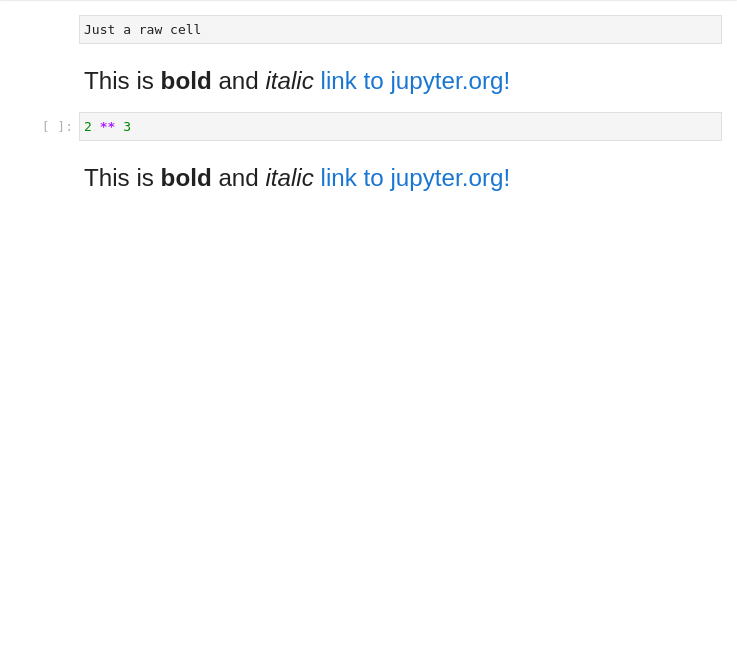 Just a raw cell
This is bold and italic link to jupyter.org!
[ ]: 2 ** 3
This is bold and italic link to jupyter.org!